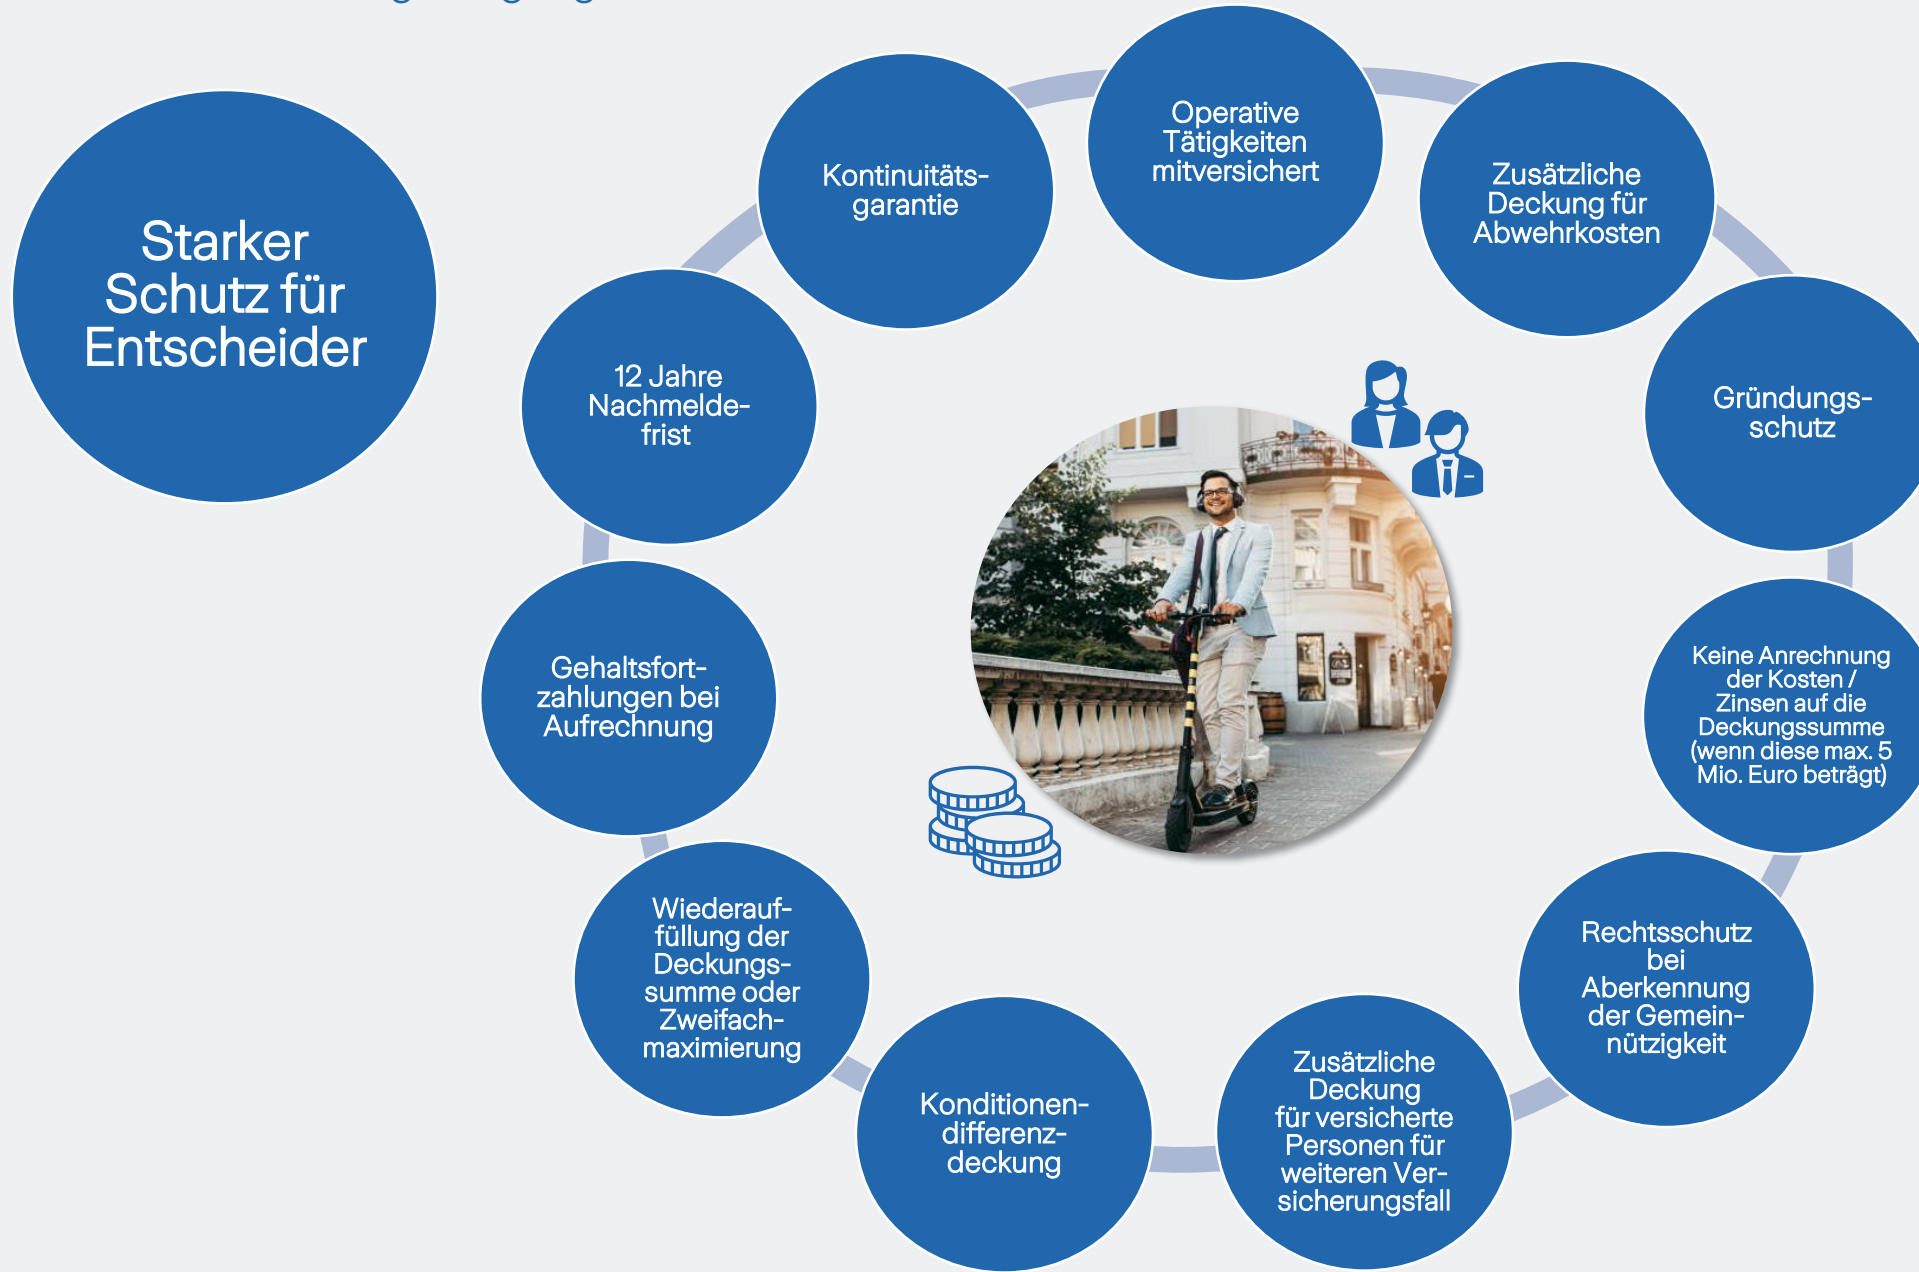 Starker
Schutz für
Entscheider
Operative
Tätigkeiten
mitversichert
Zusätzliche
Deckung für
Abwehrkosten
Gründungs-
schutz
Keine Anrechnung
der Kosten /
Zinsen auf die
Deckungssumme
(wenn diese max. 5
Mio. Euro beträgt)
Rechtsschutz
bei
Aberkennung
der Gemein-
nützigkeit
Zusätzliche
Deckung
für versicherte
Personen für
weiteren Ver-
sicherungsfall
Konditionen-
differenz-
deckung
Wiederauf-
füllung der
Deckungs-
summe oder
Zweifach-
maximierung
Gehaltsfort-
zahlungen bei
Aufrechnung
12 Jahre
Nachmelde-
frist
Kontinuitäts-
garantie